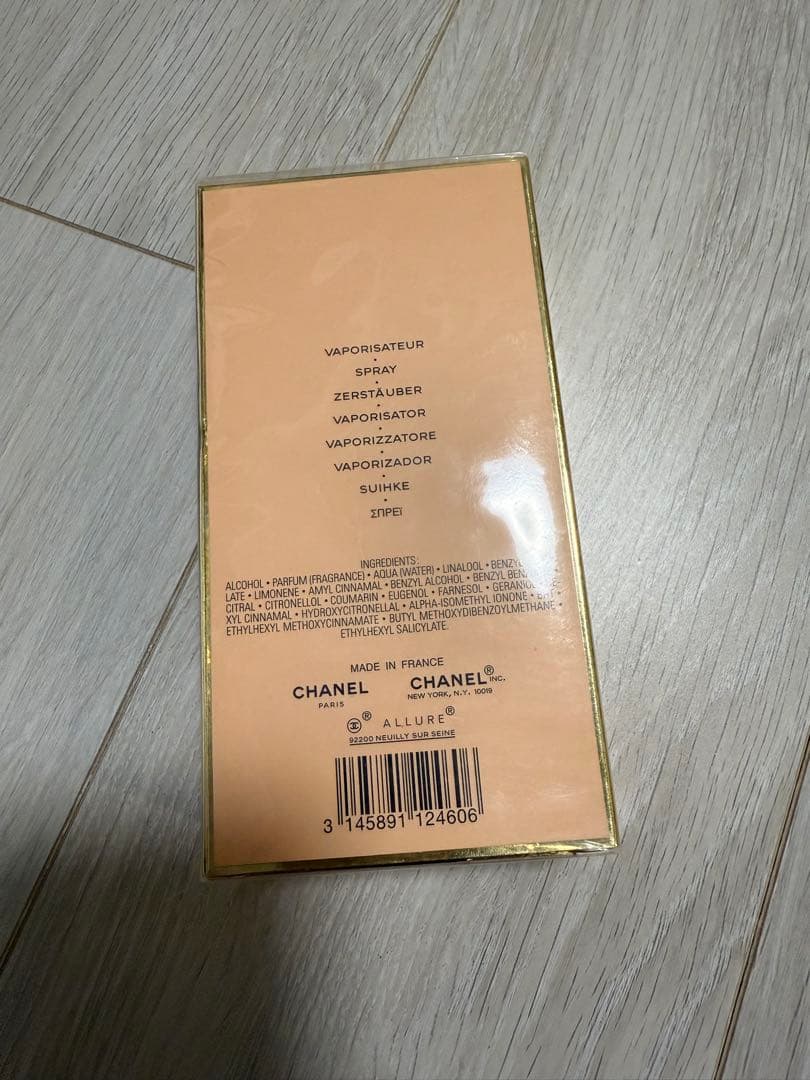 VAPORISATEUR
•
SPRAY
•
ZERSTÄUBER
•
VAPORISATOR
•
VAPORIZZATORE
•
VAPORIZADOR
•
SUIHKE
•
ΣΠΡΕΪ
INGREDIENTS:
ALCOHOL • PARFUM (FRAGRANCE) • AQUA (WATER) • LINALOOL • BENZYL
LATE • LIMONENE • AMYL CINNAMAL • BENZYL ALCOHOL • BENZYL
CITRAL • CITRONELLOL • COUMARIN • EUGENOL • FARNESOL •
XYL CINNAMAL • HYDROXYCITRONELLAL • ALPHA-ISOMETHYL IONONE •
ETHYLHEXYL METHOXYCINNAMATE • BUTYL METHOXYDIBENZOYLMETHANE •
ETHYLHEXYL SALICYLATE.
MADE IN FRANCE
CHANEL CHANEL® INC.
PARIS NEW YORK, N.Y. 10019
® ALLURE®
92200 NEUILLY SUR SEINE
3 145891 124606